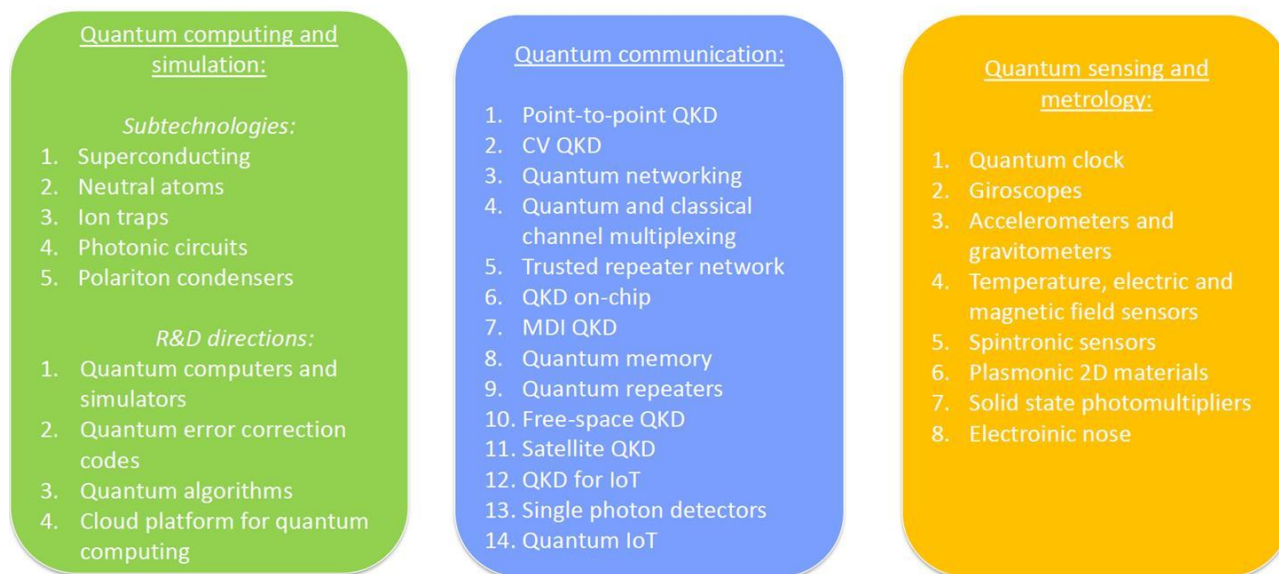 Quantum computing and
simulation:
Subtechnologies:
1. Superconducting
2. Neutral atoms
3. Ion traps
4. Photonic circuits
5. Polariton condensers
R&D directions:
1. Quantum computers and
simulators
2. Quantum error correction
codes
3. Quantum algorithms
4. Cloud platform for quantum
computing
Quantum communication:
1. Point-to-point QKD
2. CV QKD
3. Quantum networking
4. Quantum and classical
channel multiplexing
5. Trusted repeater network
6. QKD on-chip
7. MDI QKD
8. Quantum memory
9. Quantum repeaters
10. Free-space QKD
11. Satellite QKD
12. QKD for IoT
13. Single photon detectors
14. Quantum IoT
Quantum sensing and
metrology:
1. Quantum clock
2. Giroscopes
3. Accelerometers and
gravitometers
4. Temperature, electric and
magnetic field sensors
5. Spintronic sensors
6. Plasmonic 2D materials
7. Solid state photomultipliers
8. Electroinic nose